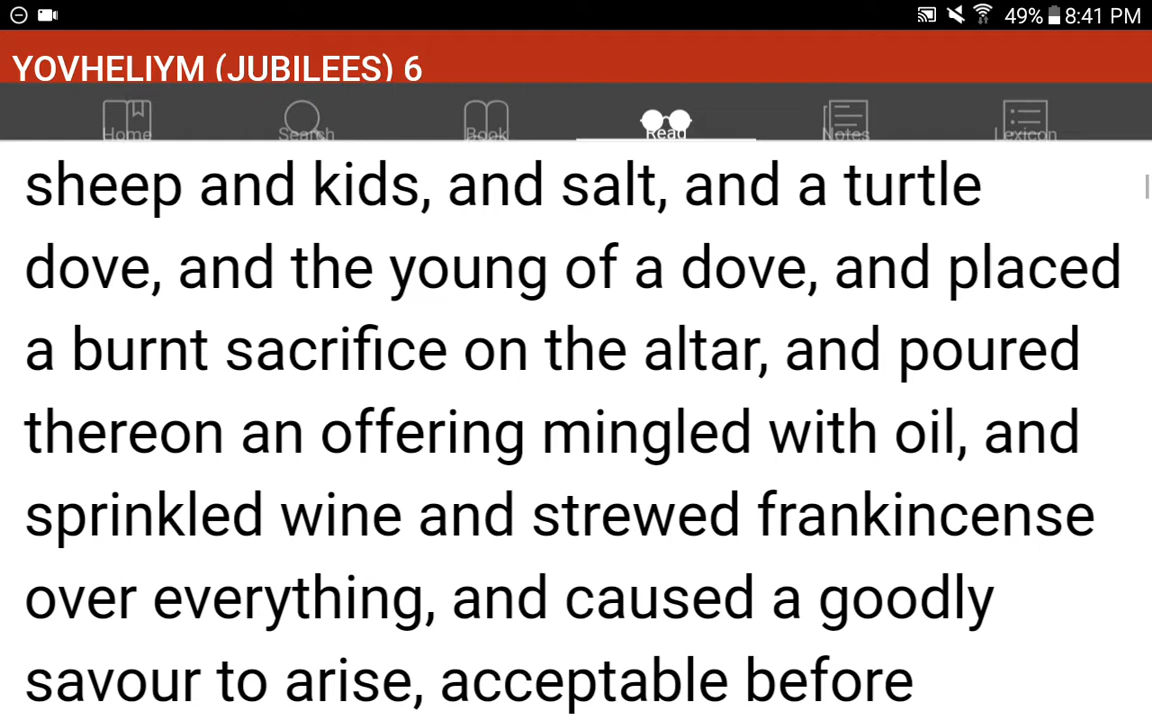 49% 8:41 PM
YOVHELIYM (JUBILEES) 6
Home Search Book Read Notes Lexicon
sheep and kids, and salt, and a turtle
dove, and the young of a dove, and placed
a burnt sacrifice on the altar, and poured
thereon an offering mingled with oil, and
sprinkled wine and strewed frankincense
over everything, and caused a goodly
savour to arise, acceptable before